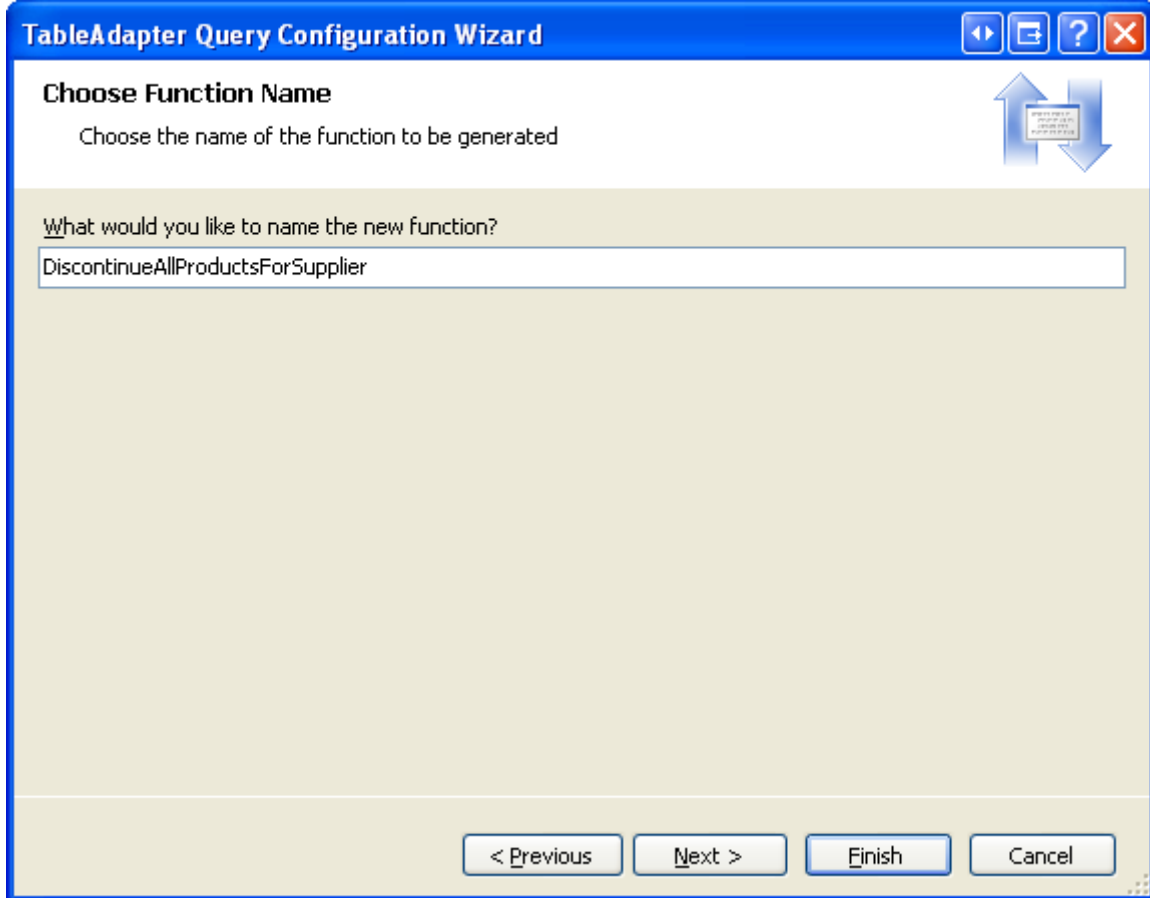 TableAdapter Query Configuration Wizard
Choose Function Name
Choose the name of the function to be generated
What would you like to name the new function?
DiscontinueAllProductsForSupplier
< Previous Next > Finish Cancel